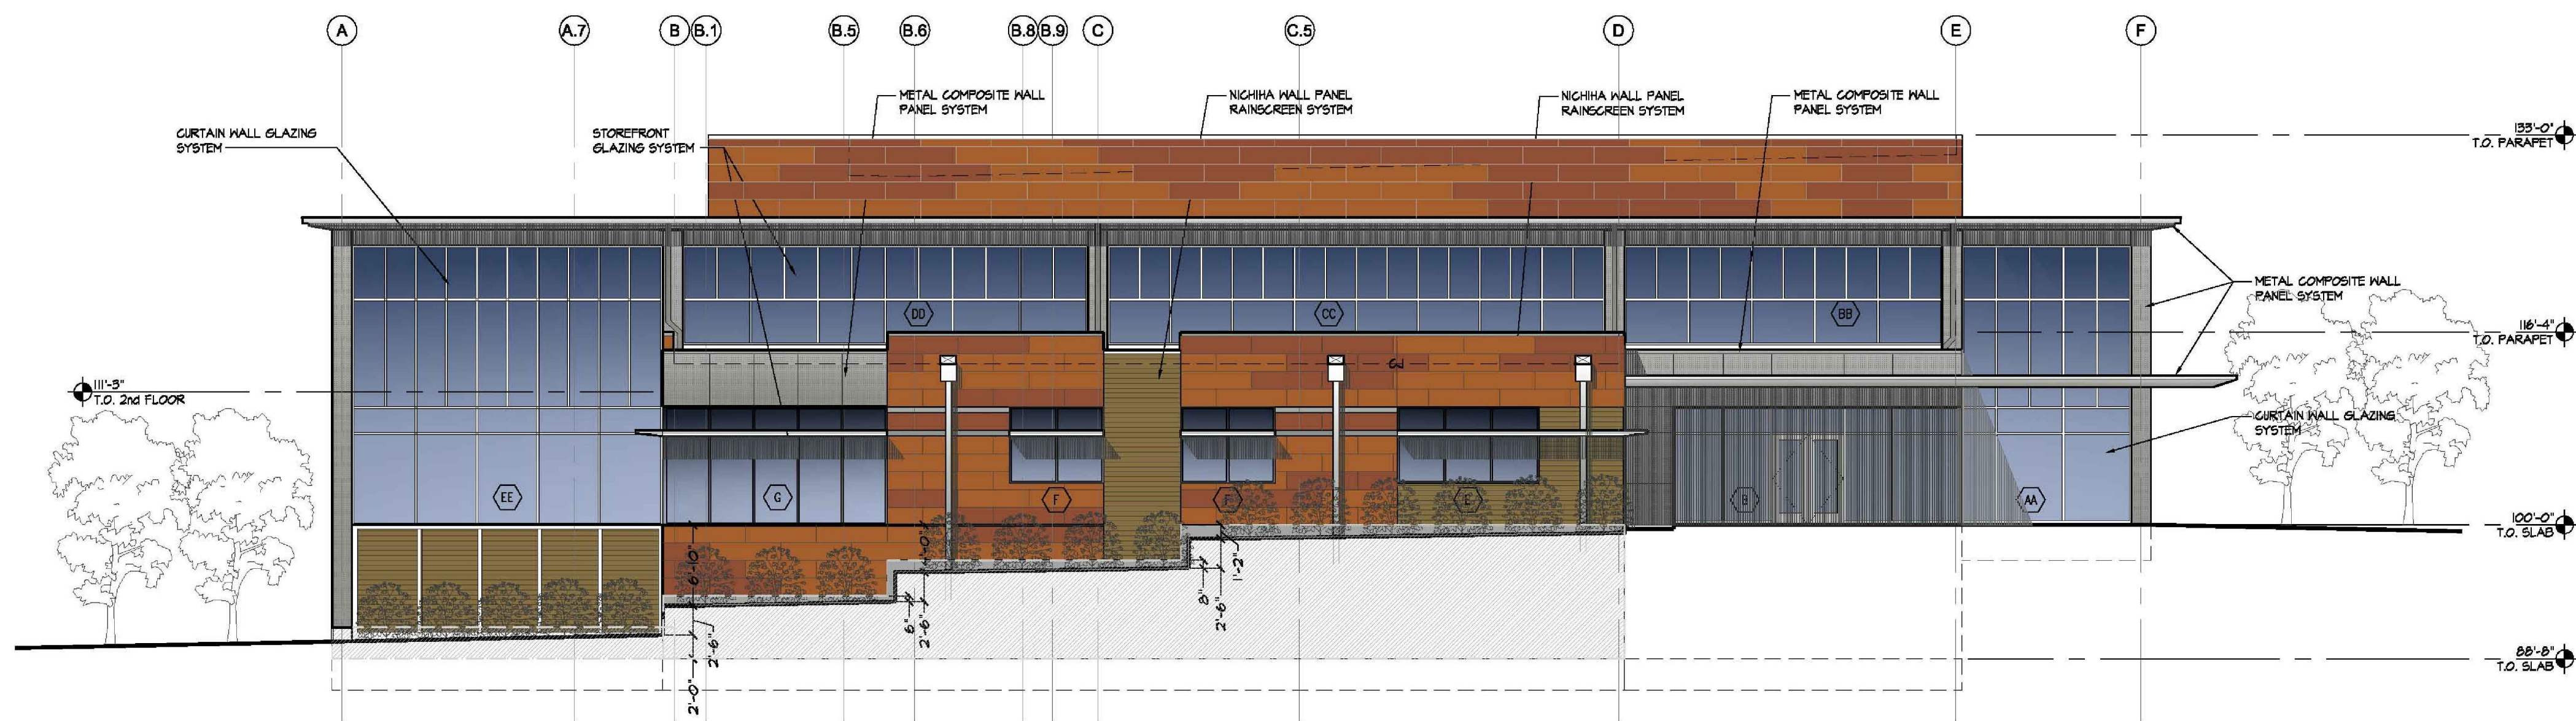 A
A.7
B
B.1
B.5
B.6
B.8
B.9
C
C.5
D
E
F
METAL COMPOSITE WALL
PANEL SYSTEM
NICHIHA WALL PANEL
RAINSCREEN SYSTEM
NICHIHA WALL PANEL
RAINSCREEN SYSTEM
METAL COMPOSITE WALL
PANEL SYSTEM
CURTAIN WALL GLAZING
SYSTEM
STOREFRONT
GLAZING SYSTEM
133'-0"
T.O. PARAPET
METAL COMPOSITE WALL
PANEL SYSTEM
DD
CC
BB
116'-4"
T.O. PARAPET
111'-3"
T.O. 2nd FLOOR
CURTAIN WALL GLAZING
SYSTEM
EE
G
F
F
E
B
AA
100'-0"
T.O. SLAB
6'-10"
4'-0"
1'-2"
8"
2'-6"
6"
2'-6"
2'-6"
2'-0"
88'-8"
T.O. SLAB